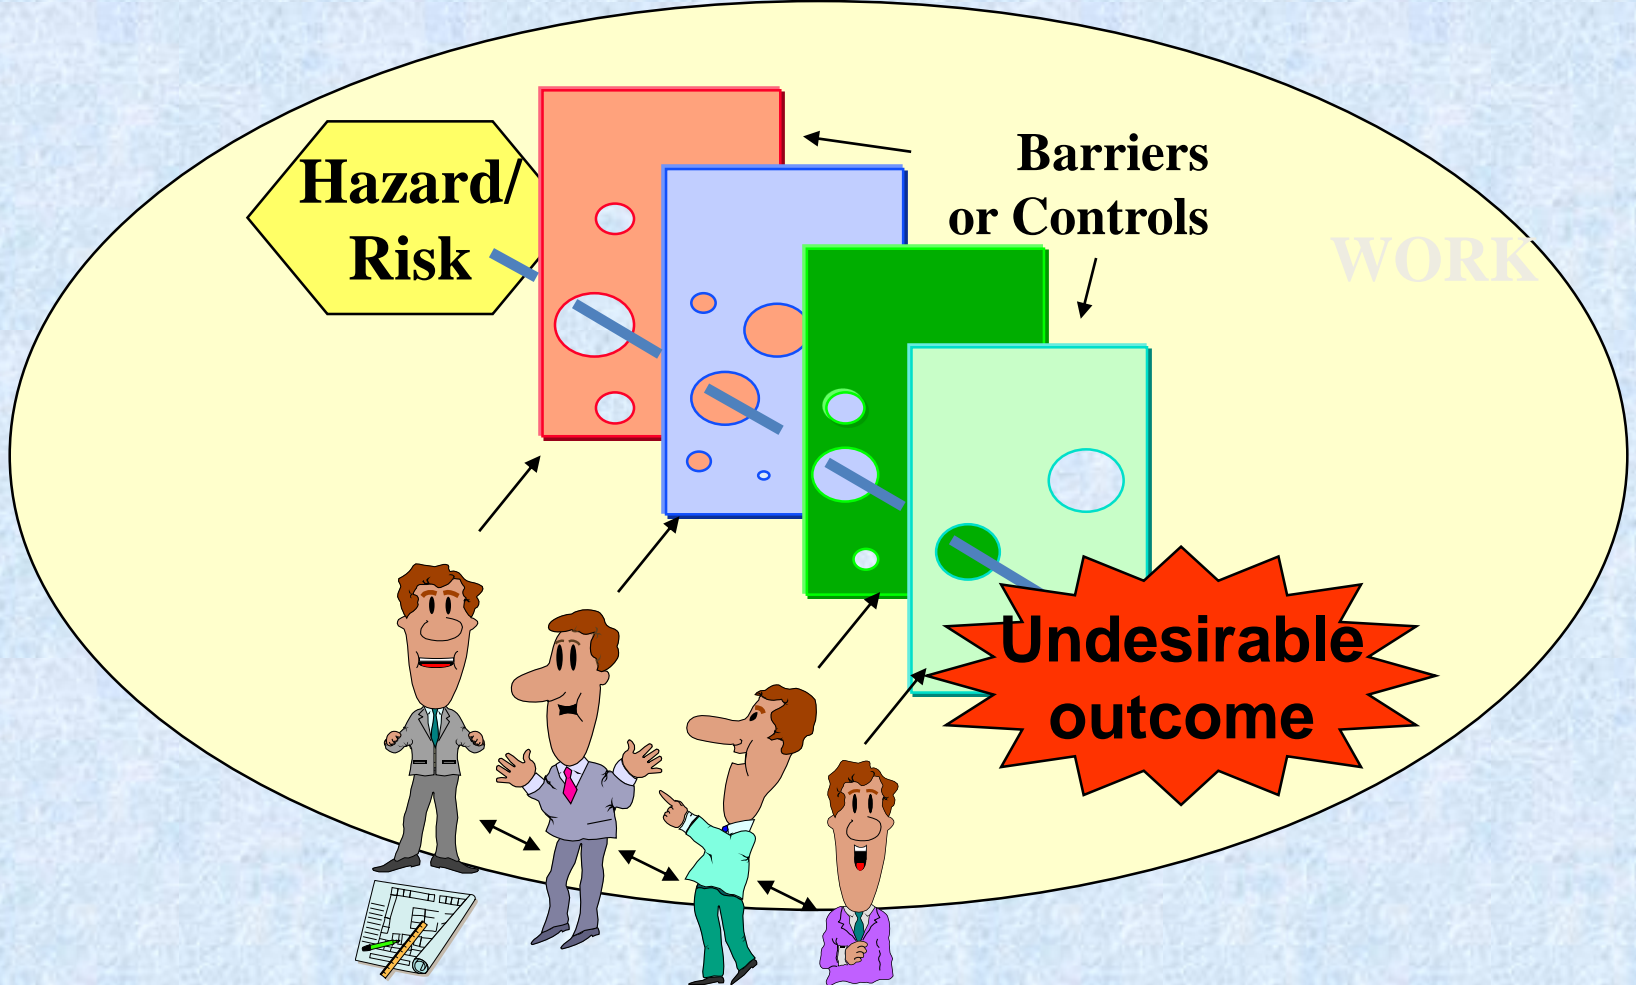 Hazard/
Risk
Barriers
or Controls
WORK
Undesirable
outcome